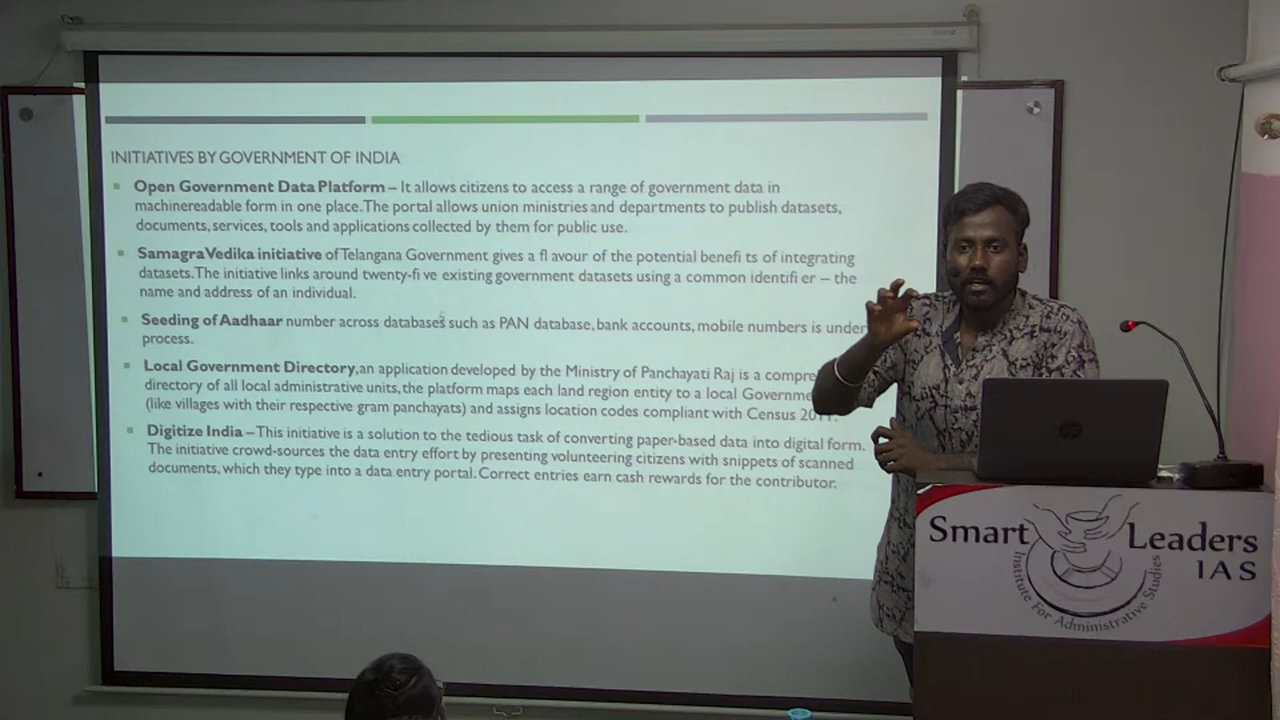 INITIATIVES BY GOVERNMENT OF INDIA
Open Government Data Platform – It allows citizens to access a range of government data in
machinereadable form in one place. The portal allows union ministries and departments to publish datasets,
documents, services, tools and applications collected by them for public use.
Samagra Vedika initiative of Telangana Government gives a fl avour of the potential benefi ts of integrating
datasets. The initiative links around twenty-fi ve existing government datasets using a common identifi er – the
name and address of an individual.
Seeding of Aadhaar number across databases such as PAN database, bank accounts, mobile numbers is under
process.
Local Government Directory, an application developed by the Ministry of Panchayati Raj is a
directory of all local administrative units, the platform maps each land region entity to a local
(like villages with their respective gram panchayats) and assigns location codes compliant with Census
Digitize India – This initiative is a solution to the tedious task of converting paper-based data into digital form.
The initiative crowd-sources the data entry effort by presenting volunteering citizens with snippets of scanned
documents, which they type into a data entry portal. Correct entries earn cash rewards for the contributor.
Smart Leaders
IAS
Institute For Administrative Studies
hp